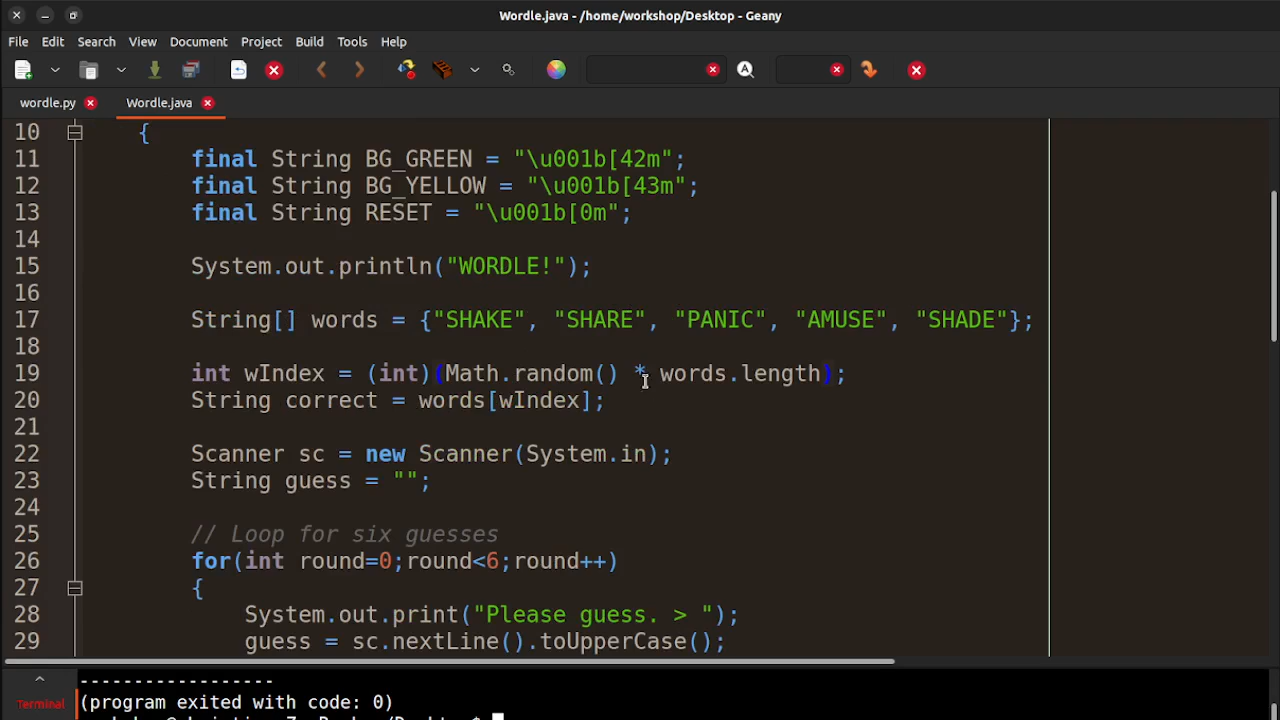 Wordle.java - /home/workshop/Desktop - Geany
File Edit Search View Document Project Build Tools Help
wordle.py Wordle.java
10 {
11 final String BG_GREEN = "\u001b[42m";
12 final String BG_YELLOW = "\u001b[43m";
13 final String RESET = "\u001b[0m";
14
15 System.out.println("WORDLE!");
16
17 String[] words = {"SHAKE", "SHARE", "PANIC", "AMUSE", "SHADE"};
18
19 int wIndex = (int)(Math.random() * words.length);
20 String correct = words[wIndex];
21
22 Scanner sc = new Scanner(System.in);
23 String guess = "";
24
25 // Loop for six guesses
26 for(int round=0;round<6;round++)
27 {
28 System.out.print("Please guess. > ");
29 guess = sc.nextLine().toUpperCase();
------------------
Terminal (program exited with code: 0)